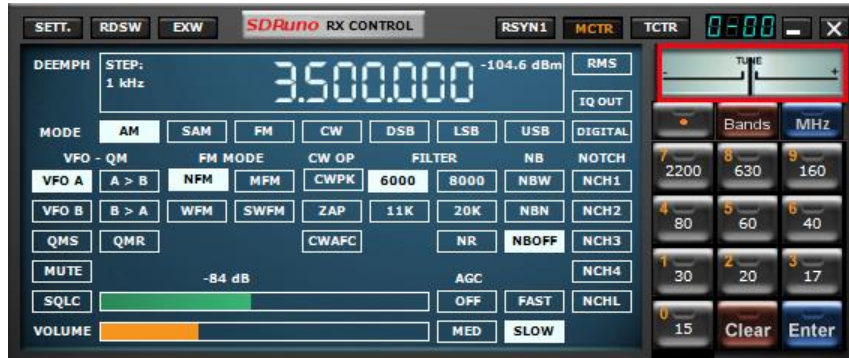 SETT. RDSW EXW SDRuno RX CONTROL RSYN1 MCTR TCTR 0-00
DEEMPH STEP: 3.500.000 -104.6 dBm RMS - TUNE +
1 kHz IQ OUT
MODE AM SAM FM CW DSB LSB USB DIGITAL Bands MHz
VFO - QM FM MODE CW OP FILTER NB NOTCH
VFO A A > B NFM MFM CWPK 6000 8000 NBW NCH1 7 2200 8 630 9 160
VFO B B > A WFM SWFM ZAP 11K 20K NBN NCH2 4 80 5 60 6 40
QMS QMR CWAFC NR NBOFF NCH3
MUTE -84 dB AGC NCH4 1 30 2 20 3 17
SQLC OFF FAST NCHL
VOLUME MED SLOW 0 15 Clear Enter